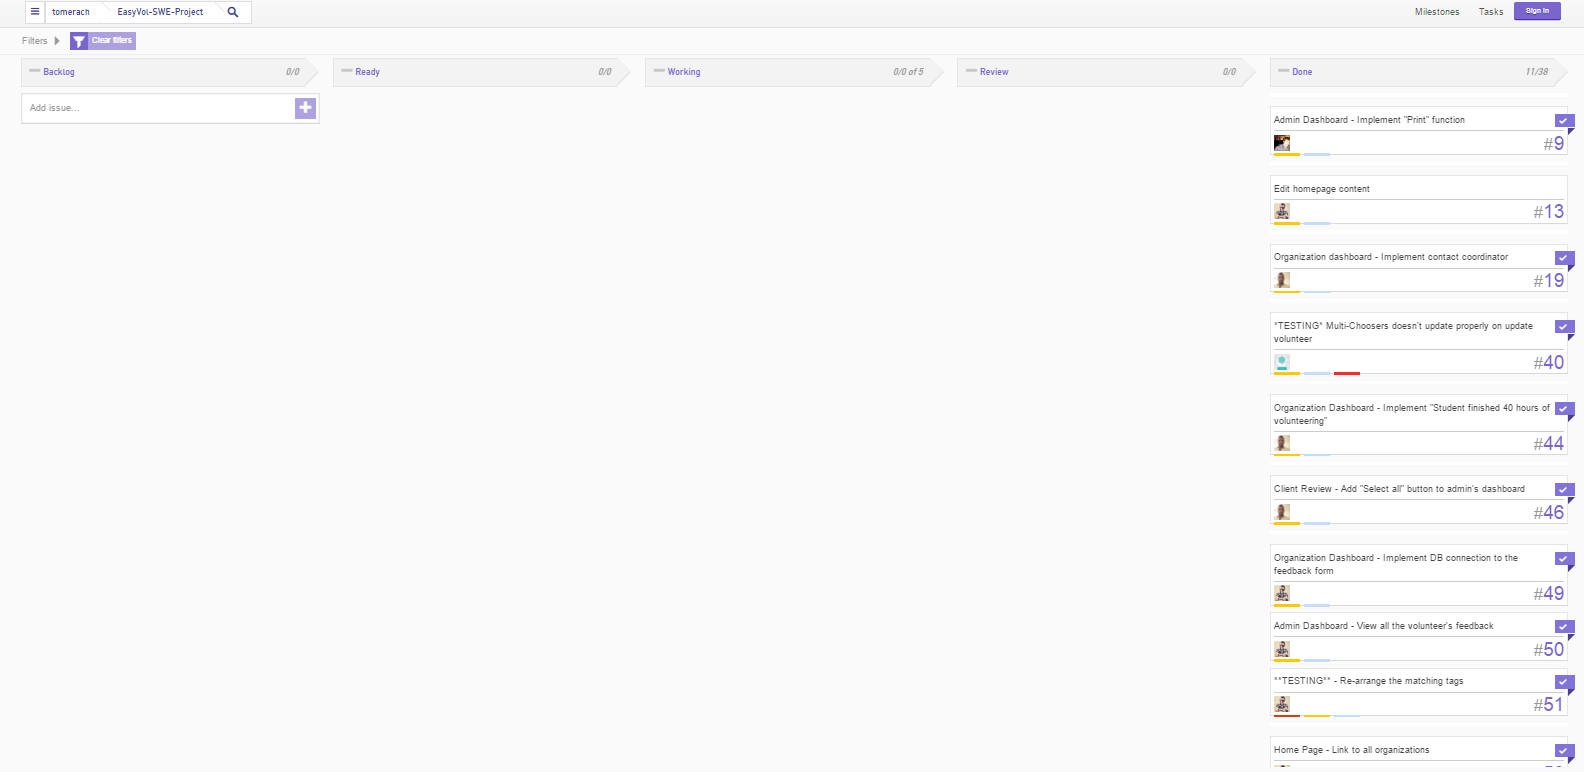 tomerach
EasyVol-SWE-Project
Milestones
Tasks
Sign in
Filters
Clear filters
Backlog
0/0
Ready
0/0
Working
0/0 of 5
Review
0/0
Done
11/38
Add issue...
Admin Dashboard - Implement "Print" function
#9
Edit homepage content
#13
Organization dashboard - Implement contact coordinator
#19
*TESTING* Multi-Choosers doesn't update properly on update
volunteer
#40
Organization Dashboard - Implement "Student finished 40 hours of
volunteering"
#44
Client Review - Add "Select all" button to admin's dashboard
#46
Organization Dashboard - Implement DB connection to the
feedback form
#49
Admin Dashboard - View all the volunteer's feedback
#50
**TESTING** - Re-arrange the matching tags
#51
Home Page - Link to all organizations